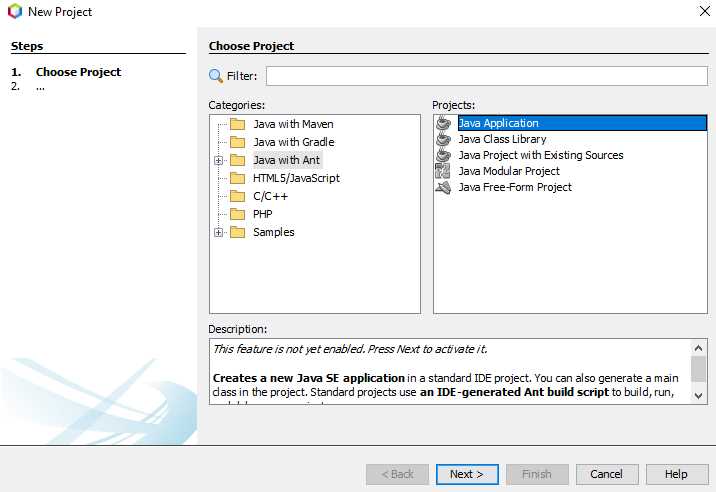 New Project
Steps
1. Choose Project
2. ...
Choose Project
Filter:
Categories:
Java with Maven
Java with Gradle
Java with Ant
HTML5/JavaScript
C/C++
PHP
Samples
Projects:
Java Application
Java Class Library
Java Project with Existing Sources
Java Modular Project
Java Free-Form Project
Description:
This feature is not yet enabled. Press Next to activate it.
Creates a new Java SE application in a standard IDE project. You can also generate a main
class in the project. Standard projects use an IDE-generated Ant build script to build, run,
< Back
Next >
Finish
Cancel
Help